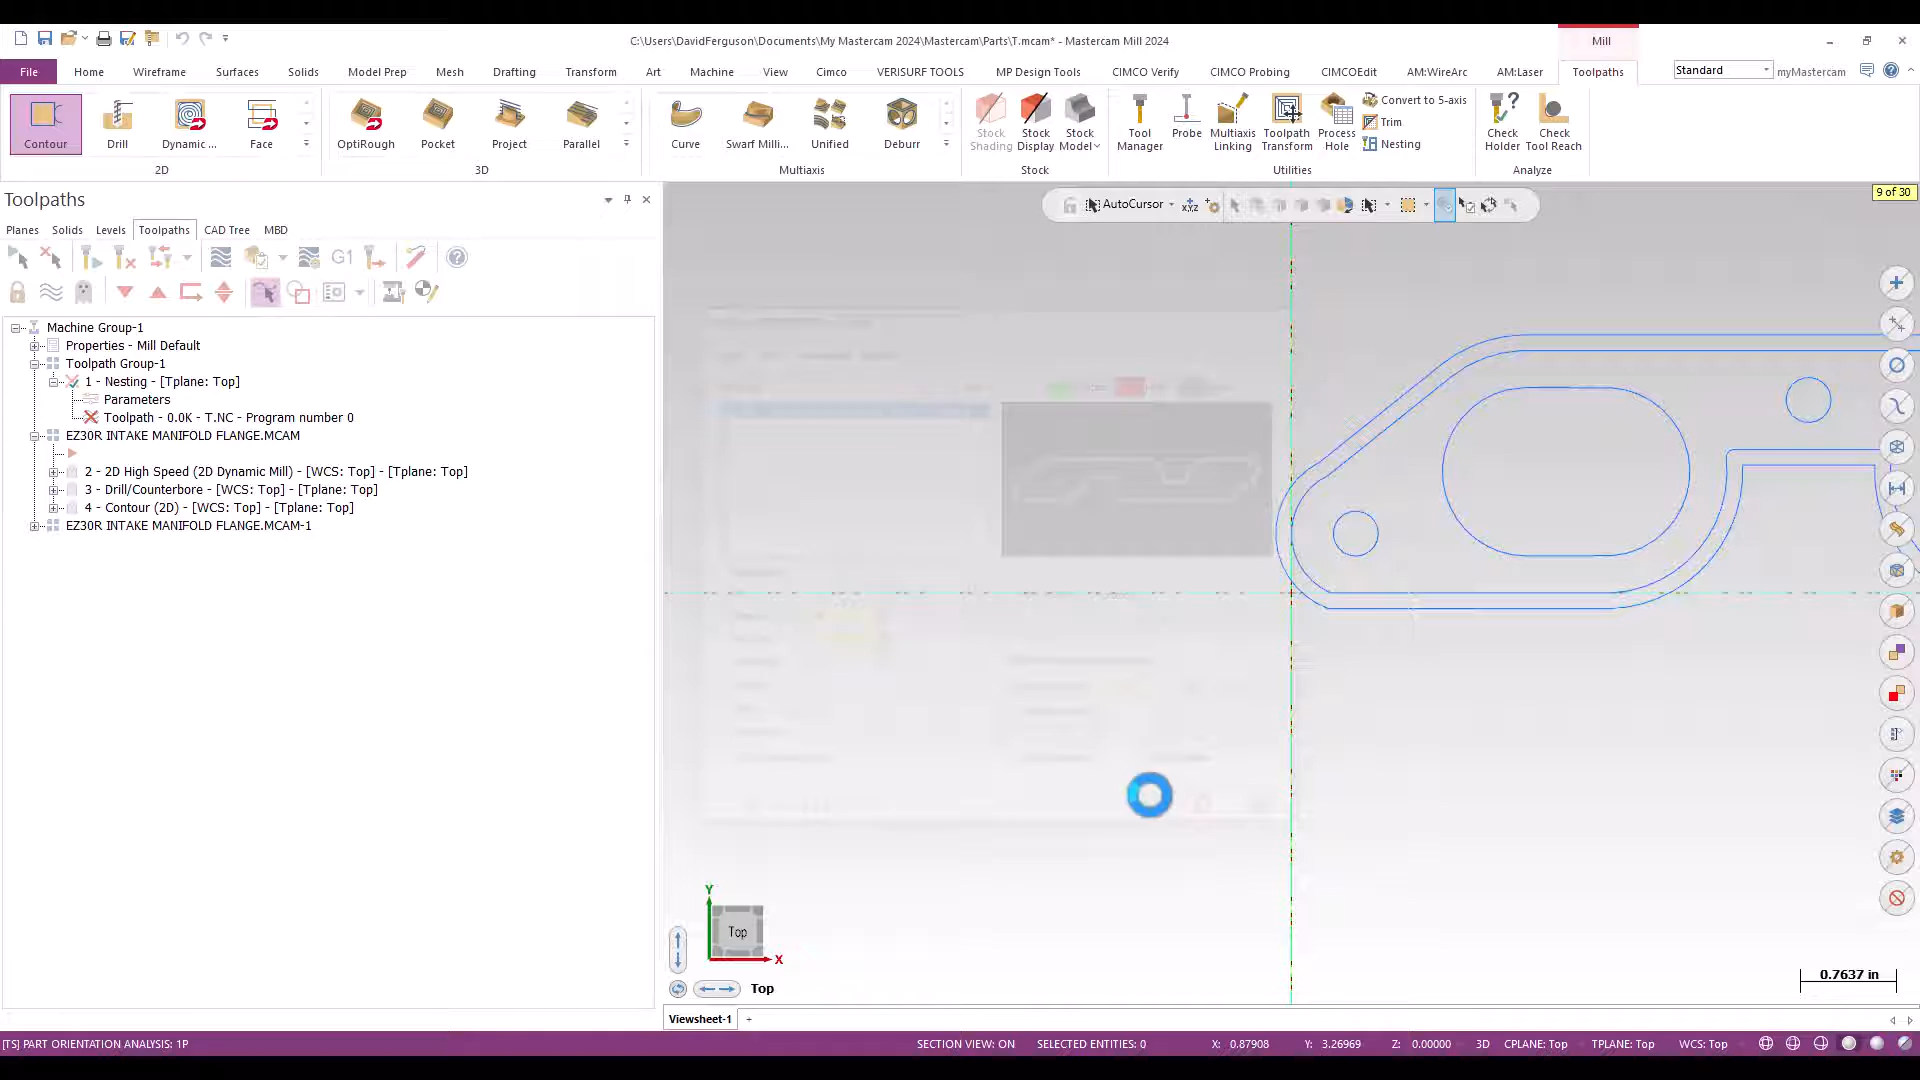 C:\Users\DavidFerguson\Documents\My Mastercam 2024\Mastercam\Parts\T.mcam* - Mastercam Mill 2024
Mill
File Home Wireframe Surfaces Solids Model Prep Mesh Drafting Transform Art Machine View Cimco VERISURF TOOLS MP Design Tools CIMCO Verify CIMCO Probing CIMCOEdit AM:WireArc AM:Laser Toolpaths Standard myMastercam
Contour Drill Dynamic ... Face OptiRough Pocket Project Parallel Curve Swarf Milli... Unified Deburr
Stock Shading Stock Display Stock Model Tool Manager Probe Multiaxis Linking Toolpath Transform Process Hole
Convert to 5-axis
Trim
Nesting
Check Holder Check Tool Reach
2D 3D Multiaxis Stock Utilities Analyze
Toolpaths
AutoCursor
9 of 30
Planes Solids Levels Toolpaths CAD Tree MBD
G1
Machine Group-1
Properties - Mill Default
Toolpath Group-1
1 - Nesting - [Tplane: Top]
Parameters
Toolpath - 0.0K - T.NC - Program number 0
EZ30R INTAKE MANIFOLD FLANGE.MCAM
2 - 2D High Speed (2D Dynamic Mill) - [WCS: Top] - [Tplane: Top]
3 - Drill/Counterbore - [WCS: Top] - [Tplane: Top]
4 - Contour (2D) - [WCS: Top] - [Tplane: Top]
EZ30R INTAKE MANIFOLD FLANGE.MCAM-1
Y
Top
X
Top
0.7637 in
Viewsheet-1 +
[TS] PART ORIENTATION ANALYSIS: 1P SECTION VIEW: ON SELECTED ENTITIES: 0 X: 0.87908 Y: 3.26969 Z: 0.00000 3D CPLANE: Top TPLANE: Top WCS: Top